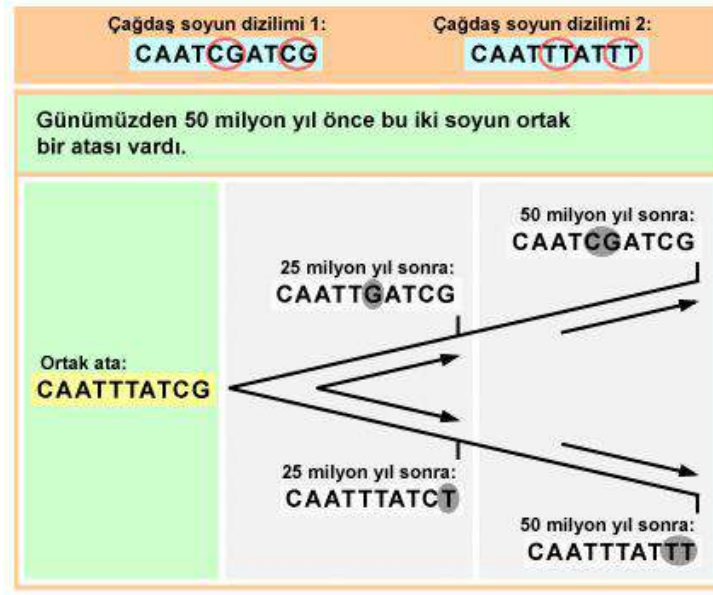 Çağdaş soyun dizilimi 1:
CAATCGATCG
Çağdaş soyun dizilimi 2:
CAATTTATTT
Günümüzden 50 milyon yıl önce bu iki soyun ortak
bir atası vardı.
50 milyon yıl sonra:
CAATCGATCG
25 milyon yıl sonra:
CAATTGATCG
Ortak ata:
CAATTTATCG
25 milyon yıl sonra:
CAATTTATCT
50 milyon yıl sonra:
CAATTTATTT